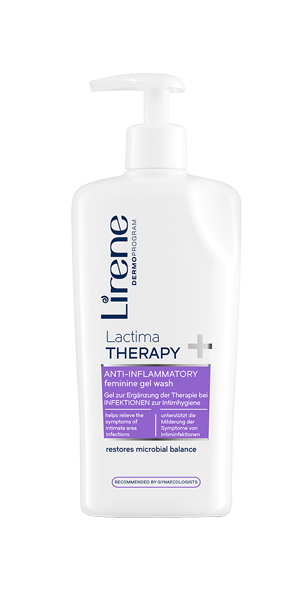 Lirene
DERMOPROGRAM
Lactima
THERAPY +
ANTI-INFLAMMATORY
feminine gel wash
Gel zur Ergänzung der Therapie bei
INFEKTIONEN zur Intimhygiene
helps relieve the
symptoms of
intimate area
infections
unterstützt die
Milderung der
Symptome von
Intiminfektionen
restores microbial balance
RECOMMENDED BY GYNAECOLOGISTS